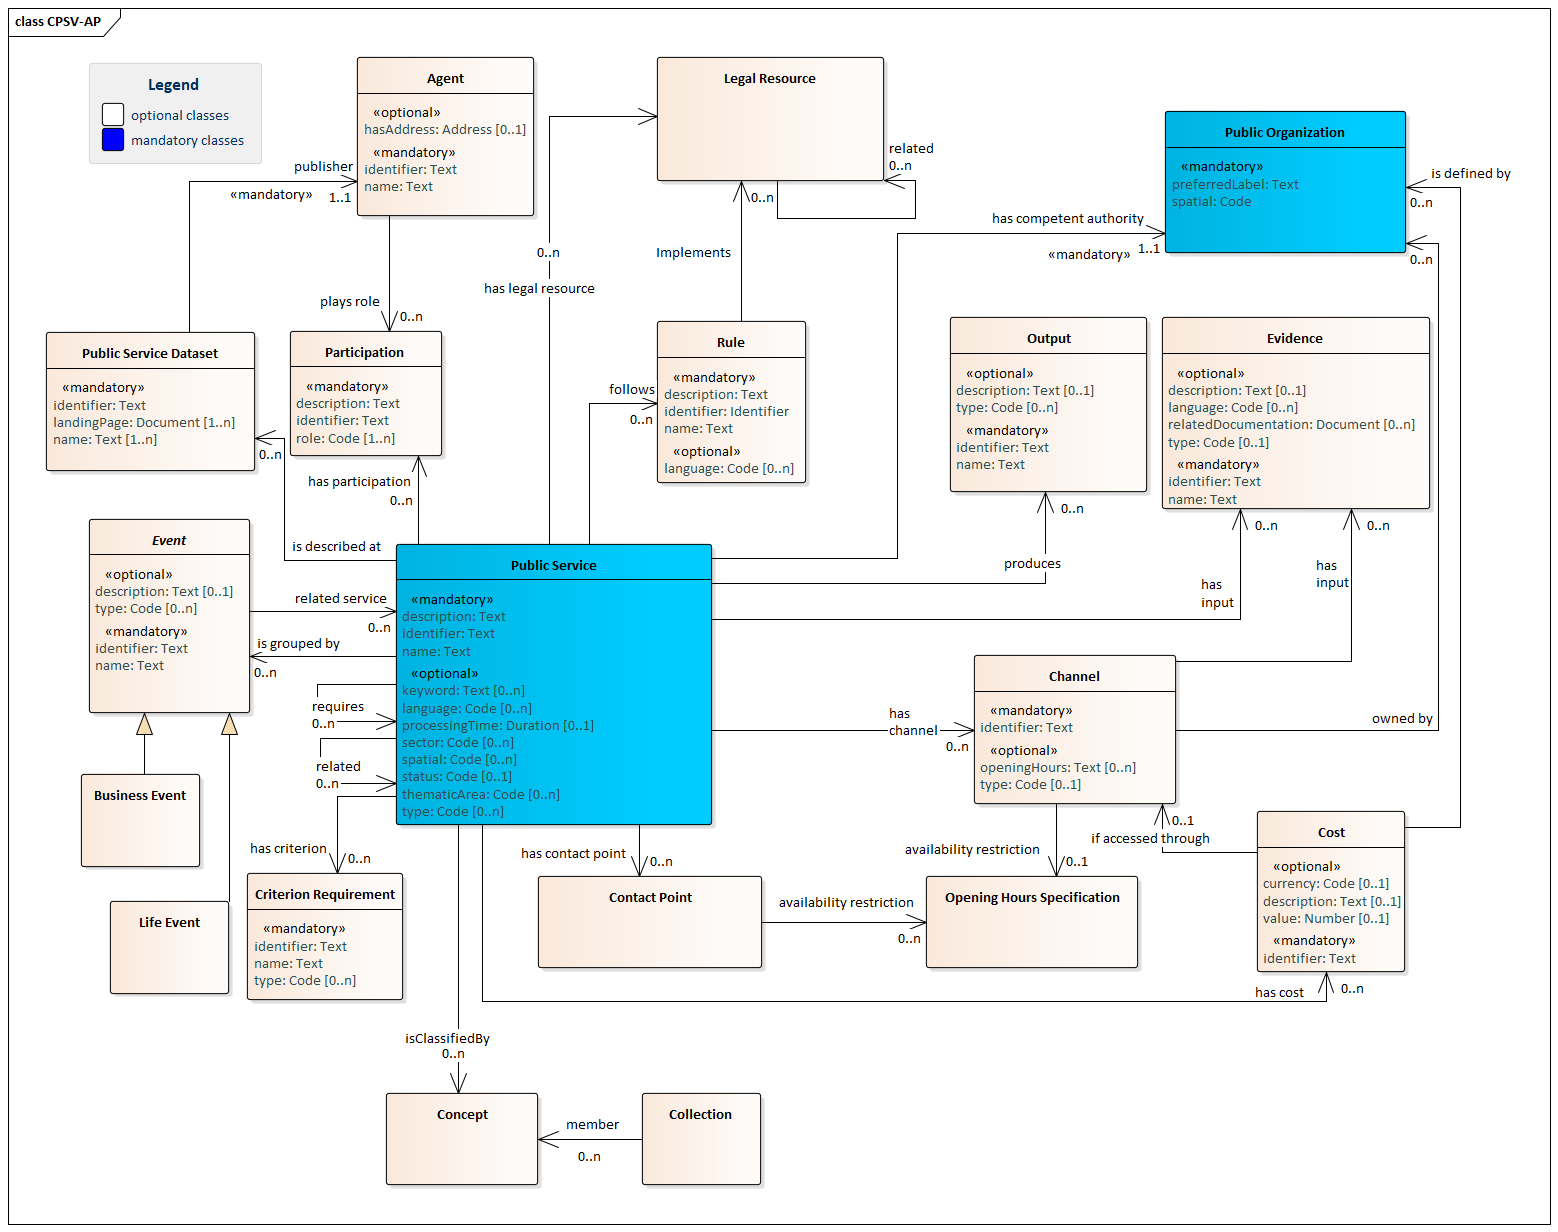 class CPSV-AP
Legend
optional classes
mandatory classes
Agent
«optional»
hasAddress: Address [0..1]
«mandatory»
identifier: Text
name: Text
publisher
«mandatory»
1..1
Legal Resource
related
0..n
0..n
Implements
Public Organization
«mandatory»
preferredLabel: Text
spatial: Code
is defined by
0..n
0..n
has competent authority
«mandatory»
1..1
0..n
has legal resource
plays role
0..n
Public Service Dataset
«mandatory»
identifier: Text
landingPage: Document [1..n]
name: Text [1..n]
0..n
Participation
«mandatory»
description: Text
identifier: Text
role: Code [1..n]
has participation
0..n
follows
0..n
Rule
«mandatory»
description: Text
identifier: Identifier
name: Text
«optional»
language: Code [0..n]
Output
«optional»
description: Text [0..1]
type: Code [0..n]
«mandatory»
identifier: Text
name: Text
0..n
produces
Evidence
«optional»
description: Text [0..1]
language: Code [0..n]
relatedDocumentation: Document [0..n]
type: Code [0..1]
«mandatory»
identifier: Text
name: Text
0..n
0..n
has
input
has
input
is described at
Event
«optional»
description: Text [0..1]
type: Code [0..n]
«mandatory»
identifier: Text
name: Text
related service
0..n
is grouped by
0..n
requires
0..n
related
0..n
Public Service
«mandatory»
description: Text
identifier: Text
name: Text
«optional»
keyword: Text [0..n]
language: Code [0..n]
processingTime: Duration [0..1]
sector: Code [0..n]
spatial: Code [0..n]
status: Code [0..1]
thematicArea: Code [0..n]
type: Code [0..n]
has
channel
0..n
Channel
«mandatory»
identifier: Text
«optional»
openingHours: Text [0..n]
type: Code [0..1]
owned by
Business Event
Life Event
has criterion
0..n
Criterion Requirement
«mandatory»
identifier: Text
name: Text
type: Code [0..n]
has contact point
0..n
Contact Point
availability restriction
0..n
availability restriction
0..1
Opening Hours Specification
0..1
if accessed through
Cost
«optional»
currency: Code [0..1]
description: Text [0..1]
value: Number [0..1]
«mandatory»
identifier: Text
has cost
0..n
isClassifiedBy
0..n
Concept
member
0..n
Collection